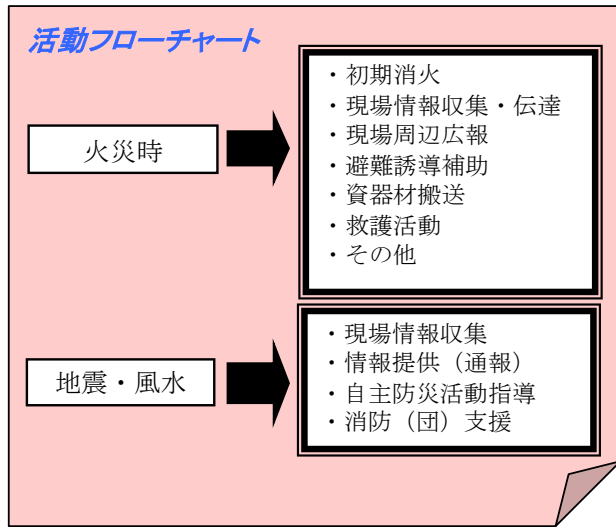 活動フローチャート
火災時
・初期消火
・現場情報収集・伝達
・現場周辺広報
・避難誘導補助
・資器材搬送
・救護活動
・その他
地震・風水
・現場情報収集
・情報提供（通報）
・自主防災活動指導
・消防（団）支援